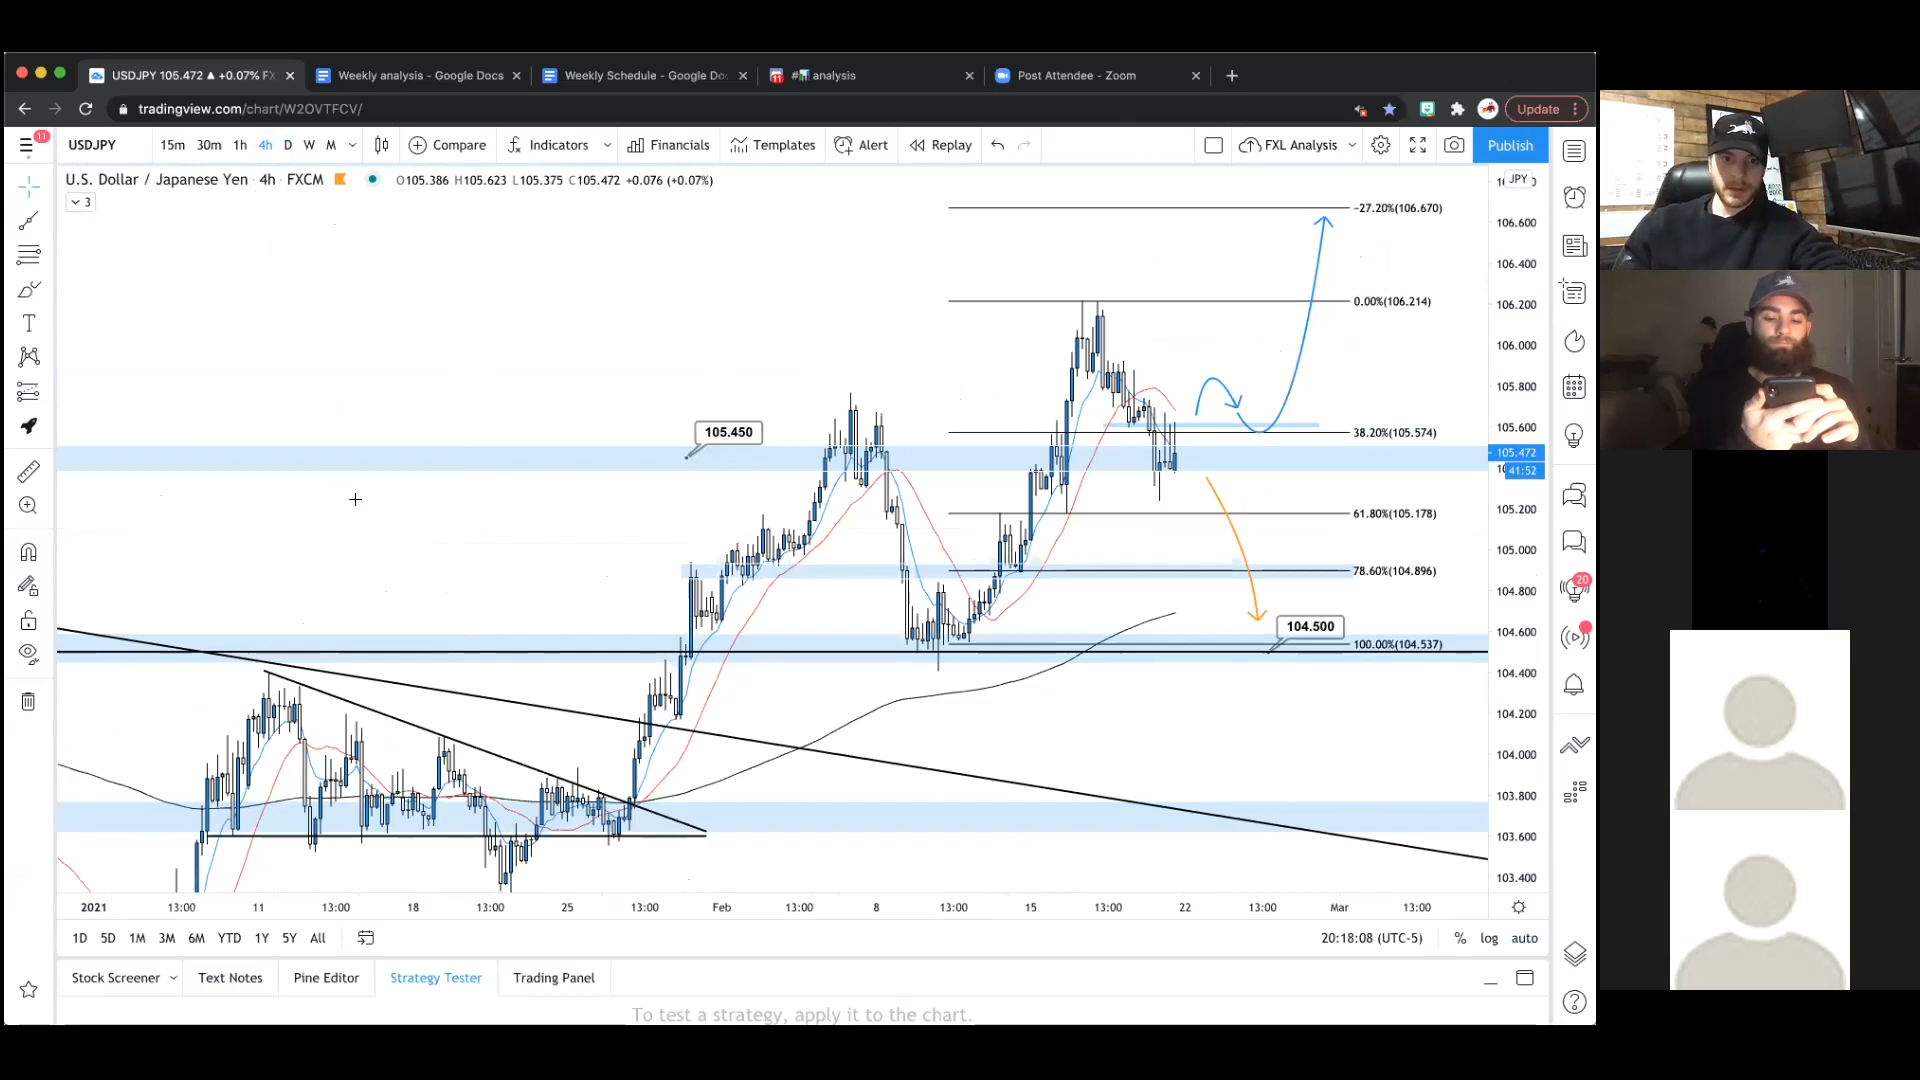 USDJPY 105.472 ▲ +0.07% FX
Weekly analysis - Google Docs
Weekly Schedule - Google Do
analysis
Post Attendee - Zoom
tradingview.com/chart/W2OVTFCV/
Update
11
USDJPY
15m 30m 1h 4h D W M
Compare
Indicators
Financials
Templates
Alert
Replay
FXL Analysis
Publish
U.S. Dollar / Japanese Yen · 4h · FXCM
O105.386 H105.623 L105.375 C105.472 +0.076 (+0.07%)
3
JPY
-27.20%(106.670)
106.600
106.400
0.00%(106.214)
106.200
106.000
105.800
105.600
105.450
38.20%(105.574)
105.472
41:52
61.80%(105.178)
105.200
105.000
78.60%(104.896)
104.800
104.500
104.600
100.00%(104.537)
104.400
104.200
104.000
103.800
103.600
103.400
20
2021 13:00 11 13:00 18 13:00 25 13:00 Feb 13:00 8 13:00 15 13:00 22 13:00 Mar 13:00
1D 5D 1M 3M 6M YTD 1Y 5Y All
20:18:08 (UTC-5)
% log auto
Stock Screener
Text Notes
Pine Editor
Strategy Tester
Trading Panel
To test a strategy, apply it to the chart.